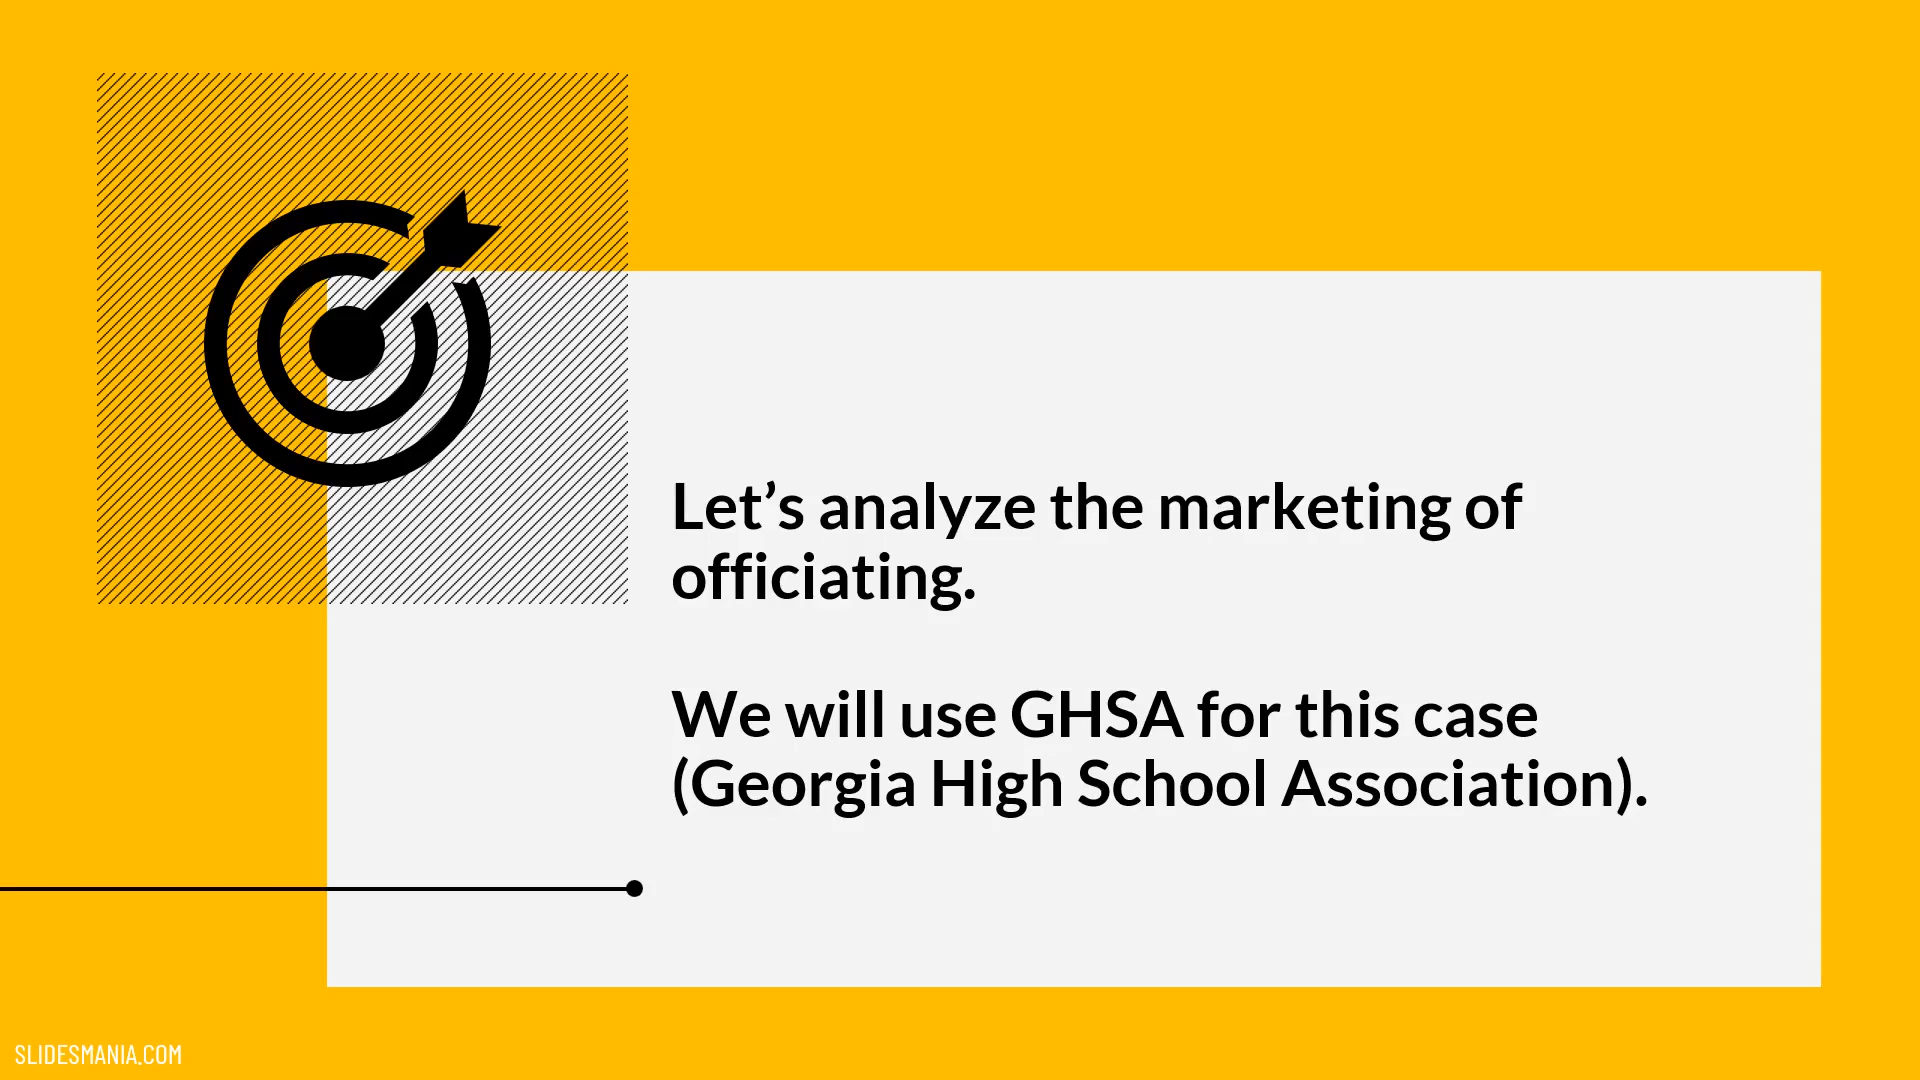 Let’s analyze the marketing of
officiating.
We will use GHSA for this case
(Georgia High School Association).
SLIDESMANIA.COM